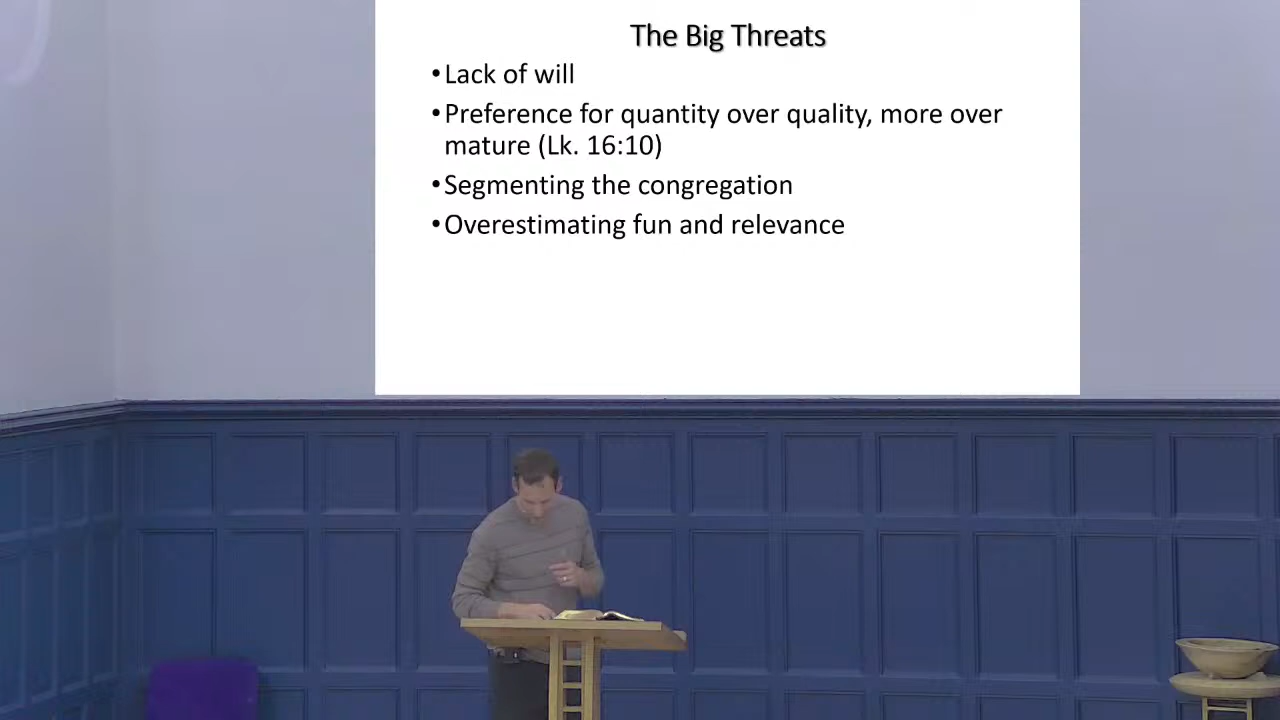 The Big Threats
•Lack of will
•Preference for quantity over quality, more over
mature (Lk. 16:10)
•Segmenting the congregation
•Overestimating fun and relevance